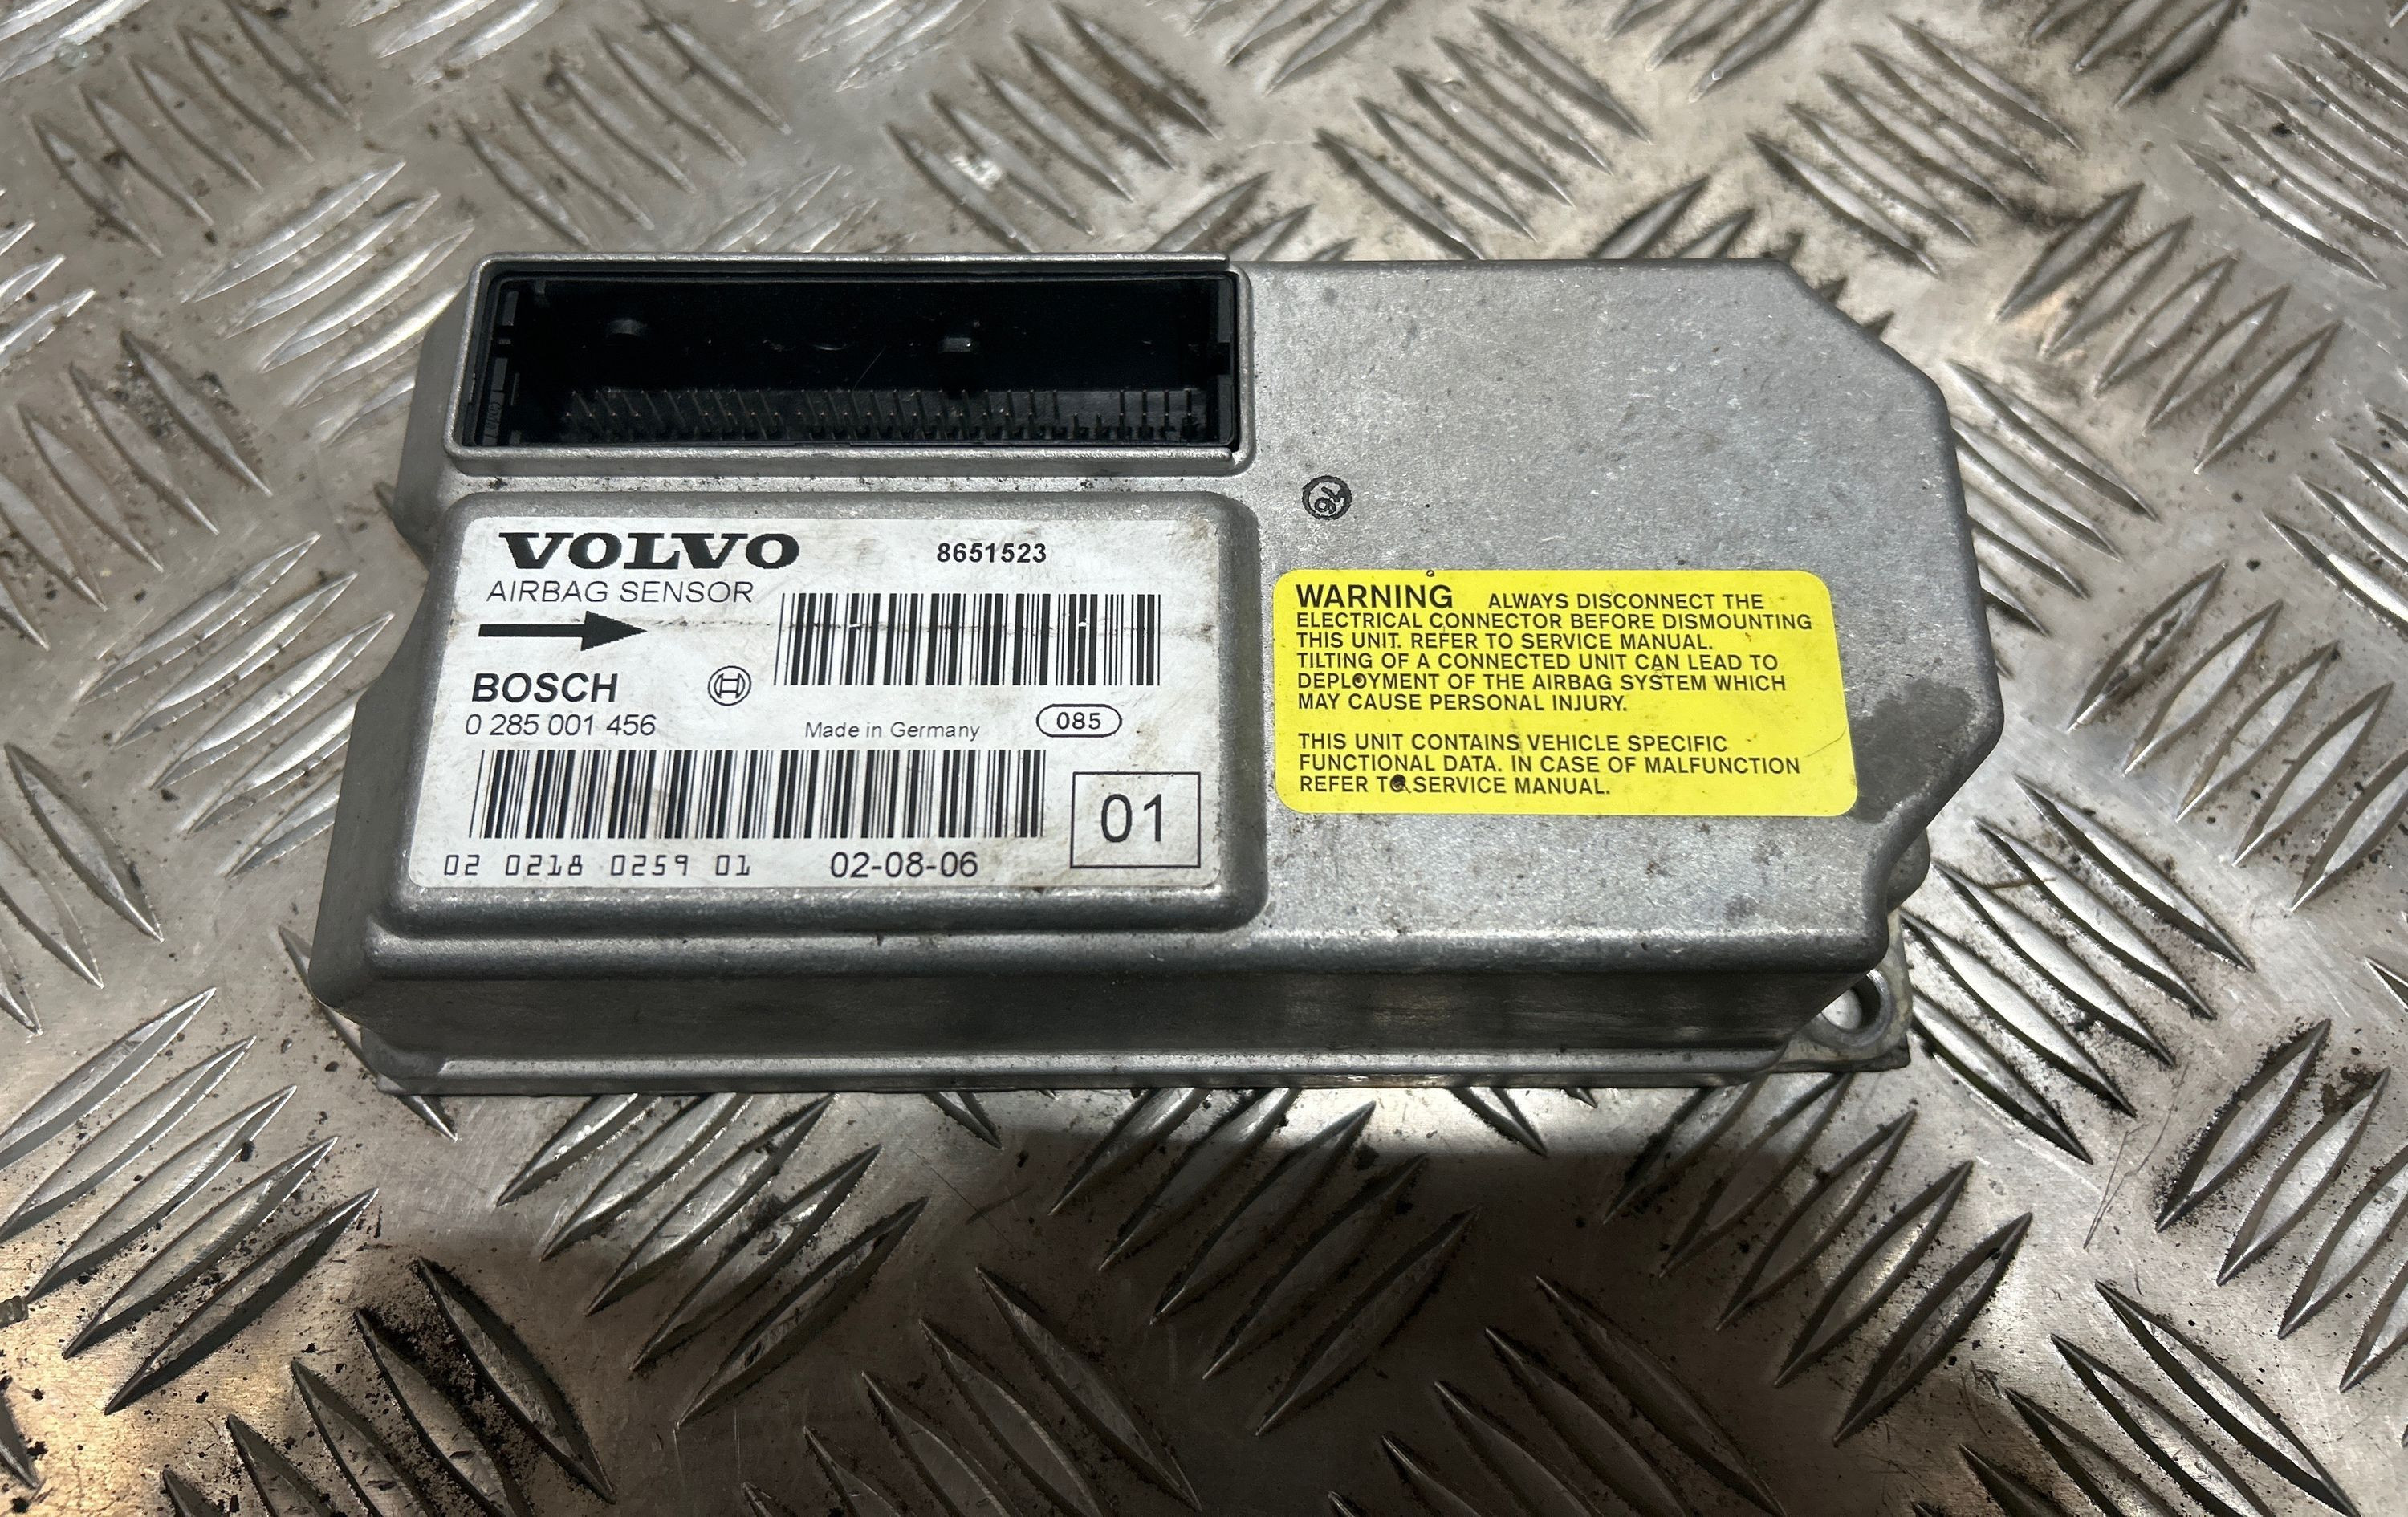 VOLVO 8651523
AIRBAG SENSOR
BOSCH
0 285 001 456
Made in Germany
085
01
02 0218 0259 01 02-08-06
WARNING ALWAYS DISCONNECT THE
ELECTRICAL CONNECTOR BEFORE DISMOUNTING
THIS UNIT. REFER TO SERVICE MANUAL.
TILTING OF A CONNECTED UNIT CAN LEAD TO
DEPLOYMENT OF THE AIRBAG SYSTEM WHICH
MAY CAUSE PERSONAL INJURY.
THIS UNIT CONTAINS VEHICLE SPECIFIC
FUNCTIONAL DATA. IN CASE OF MALFUNCTION
REFER TO SERVICE MANUAL.